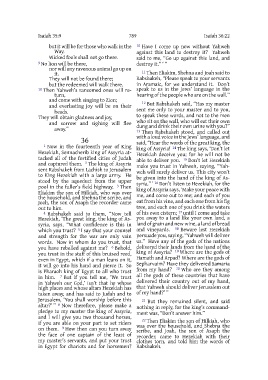 Isaiah 35:9
389
Isaiah 36:22
but it will be for those who walk in the
Way.
Wicked fools shall not go there.
9 No lion will be there,
nor will any ravenous animal go up on
it.
They will not be found there;
but the redeemed will walk there.
10 Then Yahweh's ransomed ones will return,
and come with singing to Zion;
and everlasting joy will be on their
heads.
They will obtain gladness and joy,
and sorrow and sighing will flee
away."
36
1 Now in the fourteenth year of king
Hezekiah, Sennacherib king of Assyria attacked
all of the fortified cities of Judah
and captured them. 2 The king of Assyria
sent Rabshakeh from Lachish to Jerusalem
to King Hezekiah with a large army. He
stood by the aqueduct from the upper
pool in the fuller's field highway. 3 Then
Eliakim the son of Hilkiah, who was over
the household, and Shebna the scribe, and
Joah, the son of Asaph the recorder came
out to him.
4 Rabshakeh said to them, "Now tell
Hezekiah, 'The great king, the king of Assyria,
says, "What confidence is this in
which you trust? 5 I say that your counsel
and strength for the war are only vain
words. Now in whom do you trust, that
you have rebelled against me? 6 Behold,
you trust in the staff of this bruised reed,
even in Egypt, which if a man leans on it,
it will go into his hand and pierce it. So
is Pharaoh king of Egypt to all who trust
in him. 7 But if you tell me, 'We trust
in Yahweh our God,' isn't that he whose
high places and whose altars Hezekiah has
taken away, and has said to Judah and to
Jerusalem, 'You shall worship before this
altar?'" 8 Now therefore, please make a
pledge to my master the king of Assyria,
and I will give you two thousand horses,
if you are able on your part to set riders
on them. 9 How then can you turn away
the face of one captain of the least of
my master's servants, and put your trust
in Egypt for chariots and for horsemen?
10 Have I come up now without Yahweh
against this land to destroy it? Yahweh
said to me, "Go up against this land, and
destroy it."'"
11 Then Eliakim, Shebna and Joah said to
Rabshakeh, "Please speak to your servants
in Aramaic, for we understand it. Don't
speak to us in the Jews' language in the
hearing of the people who are on the wall."
12 But Rabshakeh said, "Has my master
sent me only to your master and to you,
to speak these words, and not to the men
who sit on the wall, who will eat their own
dung and drink their own urine with you?"
13 Then Rabshakeh stood, and called out
with a loud voice in the Jews' language, and
said, "Hear the words of the great king, the
king of Assyria! 14 The king says, 'Don't let
Hezekiah deceive you; for he will not be
able to deliver you. 15 Don't let Hezekiah
make you trust in Yahweh, saying, "Yahweh
will surely deliver us. This city won't
be given into the hand of the king of Assyria."'
16 Don't listen to Hezekiah, for the
king of Assyria says, 'Make your peace with
me, and come out to me; and each of you
eat from his vine, and each one from his fig
tree, and each one of you drink the waters
of his own cistern; 17 until I come and take
you away to a land like your own land, a
land of grain and new wine, a land of bread
and vineyards. 18 Beware lest Hezekiah
persuade you, saying, "Yahweh will deliver
us." Have any of the gods of the nations
delivered their lands from the hand of the
king of Assyria? 19 Where are the gods of
Hamath and Arpad? Where are the gods of
Sepharvaim? Have they delivered Samaria
from my hand? 20 Who are they among
all the gods of these countries that have
delivered their country out of my hand,
that Yahweh should deliver Jerusalem out
of my hand?'"
21 But they remained silent, and said
nothing in reply, for the king's commandment
was, "Don't answer him."
22 Then Eliakim the son of Hilkiah, who
was over the household, and Shebna the
scribe, and Joah, the son of Asaph the
recorder, came to Hezekiah with their
clothes torn, and told him the words of
Rabshakeh.